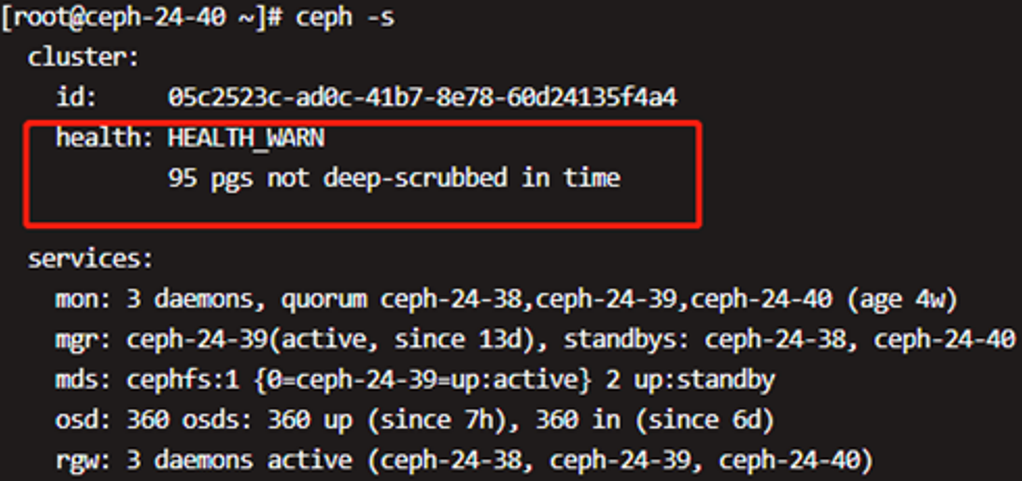 [root@ceph-24-40 ~]# ceph -s
cluster:
id: 05c2523c-ad0c-41b7-8e78-60d24135f4a4
health: HEALTH_WARN
95 pgs not deep-scrubbed in time
services:
mon: 3 daemons, quorum ceph-24-38,ceph-24-39,ceph-24-40 (age 4w)
mgr: ceph-24-39(active, since 13d), standbys: ceph-24-38, ceph-24-40
mds: cephfs:1 {0=ceph-24-39=up:active} 2 up:standby
osd: 360 osds: 360 up (since 7h), 360 in (since 6d)
rgw: 3 daemons active (ceph-24-38, ceph-24-39, ceph-24-40)